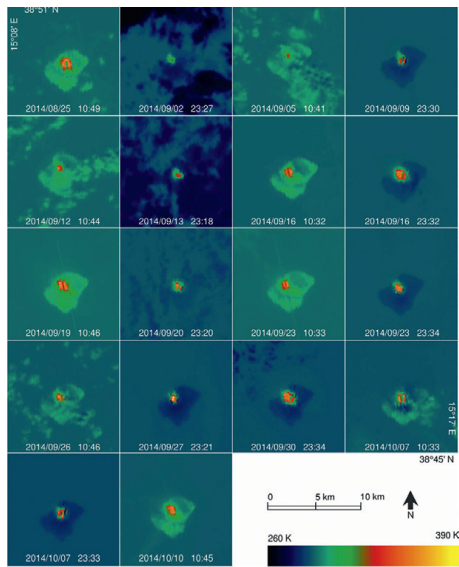 38°51' N
15°08' E
2014/08/25 10:49
2014/09/02 23:27
2014/09/05 10:41
2014/09/09 23:30
2014/09/12 10:44
2014/09/13 23:18
2014/09/16 10:32
2014/09/16 23:32
2014/09/19 10:46
2014/09/20 23:20
2014/09/23 10:33
2014/09/23 23:34
2014/09/26 10:46
2014/09/27 23:21
2014/09/30 23:34
2014/10/07 10:33
15°17' E
38°45' N
2014/10/07 23:33
2014/10/10 10:45
0 5 km 10 km
N
260 K 390 K